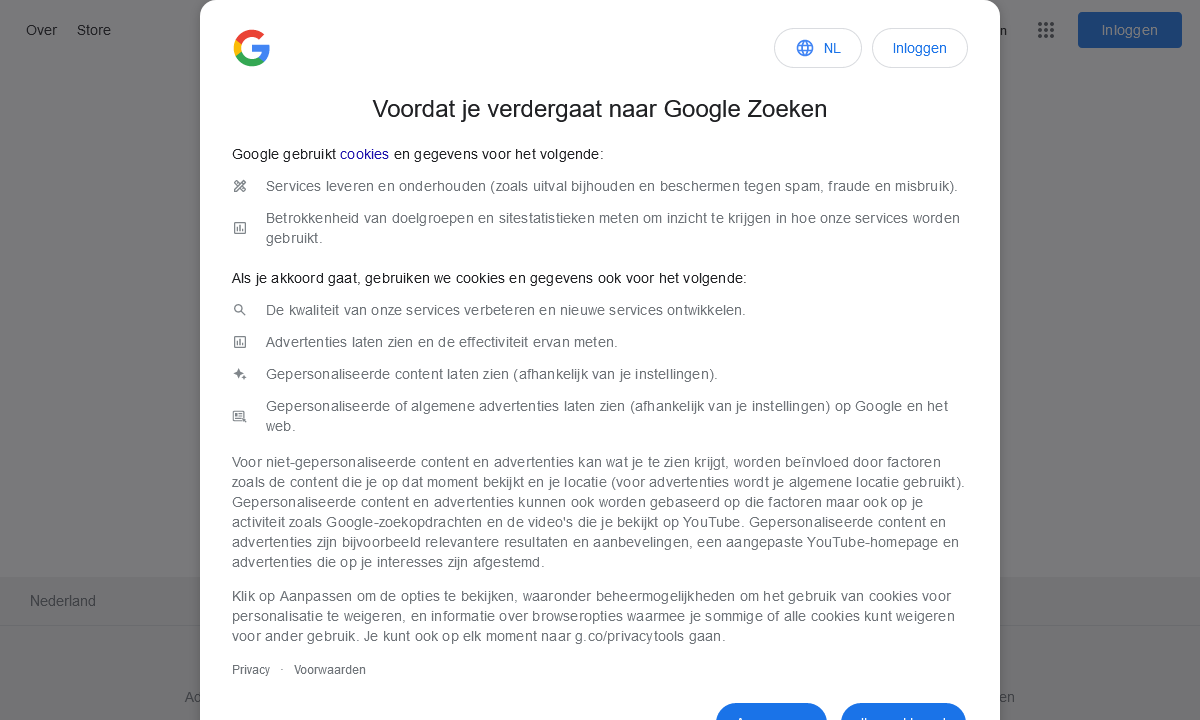 Over Store
Inloggen
NL Inloggen
Voordat je verdergaat naar Google Zoeken
Google gebruikt cookies en gegevens voor het volgende:
Services leveren en onderhouden (zoals uitval bijhouden en beschermen tegen spam, fraude en misbruik).
Betrokkenheid van doelgroepen en sitestatistieken meten om inzicht te krijgen in hoe onze services worden
gebruikt.
Als je akkoord gaat, gebruiken we cookies en gegevens ook voor het volgende:
De kwaliteit van onze services verbeteren en nieuwe services ontwikkelen.
Advertenties laten zien en de effectiviteit ervan meten.
Gepersonaliseerde content laten zien (afhankelijk van je instellingen).
Gepersonaliseerde of algemene advertenties laten zien (afhankelijk van je instellingen) op Google en het
web.
Voor niet-gepersonaliseerde content en advertenties kan wat je te zien krijgt, worden beïnvloed door factoren
zoals de content die je op dat moment bekijkt en je locatie (voor advertenties wordt je algemene locatie gebruikt).
Gepersonaliseerde content en advertenties kunnen ook worden gebaseerd op die factoren maar ook op je
activiteit zoals Google-zoekopdrachten en de video's die je bekijkt op YouTube. Gepersonaliseerde content en
advertenties zijn bijvoorbeeld relevantere resultaten en aanbevelingen, een aangepaste YouTube-homepage en
advertenties die op je interesses zijn afgestemd.
Nederland
Klik op Aanpassen om de opties te bekijken, waaronder beheermogelijkheden om het gebruik van cookies voor
personalisatie te weigeren, en informatie over browseropties waarmee je sommige of alle cookies kunt weigeren
voor ander gebruik. Je kunt ook op elk moment naar g.co/privacytools gaan.
Privacy · Voorwaarden